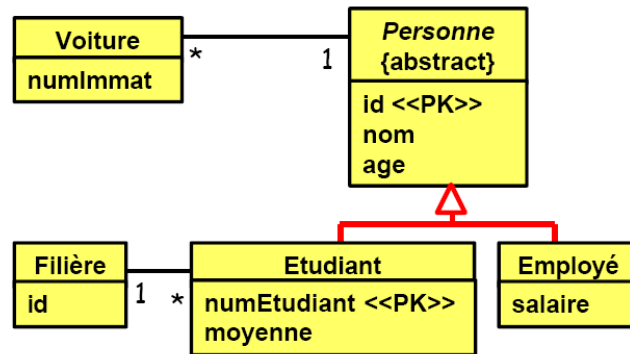 Voiture
numImmat
*
1
Personne
{abstract}
id <<PK>>
nom
age
Filière
id
1
*
Etudiant
numEtudiant <<PK>>
moyenne
Employé
salaire